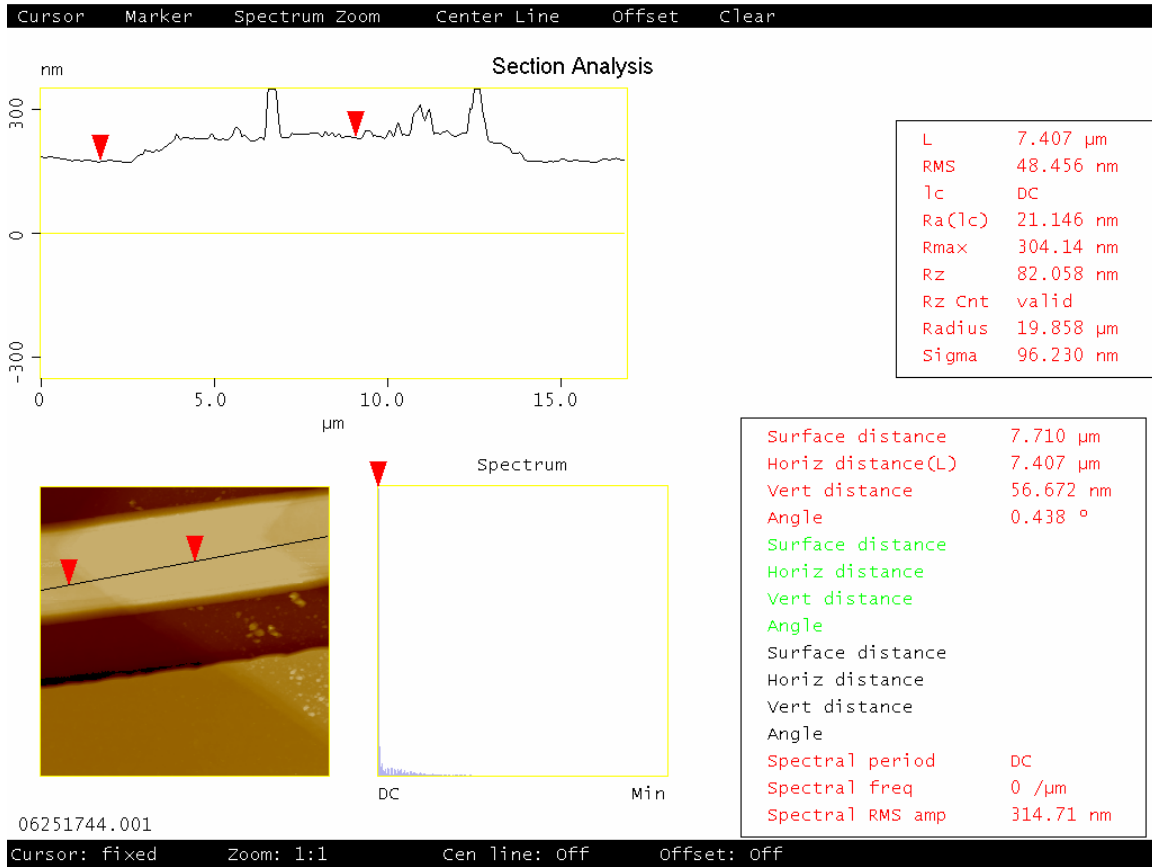 Cursor Marker Spectrum Zoom Center Line Offset Clear
Section Analysis
nm
300
0
-300
0 5.0 10.0 15.0
µm
L 7.407 µm
RMS 48.456 nm
lc DC
Ra(lc) 21.146 nm
Rmax 304.14 nm
Rz 82.058 nm
Rz Cnt valid
Radius 19.858 µm
Sigma 96.230 nm
Spectrum
DC Min
Surface distance 7.710 µm
Horiz distance(L) 7.407 µm
Vert distance 56.672 nm
Angle 0.438 º
Surface distance
Horiz distance
Vert distance
Angle
Surface distance
Horiz distance
Vert distance
Angle
Spectral period DC
Spectral freq 0 /µm
Spectral RMS amp 314.71 nm
06251744.001
Cursor: fixed Zoom: 1:1 Cen line: Off Offset: Off